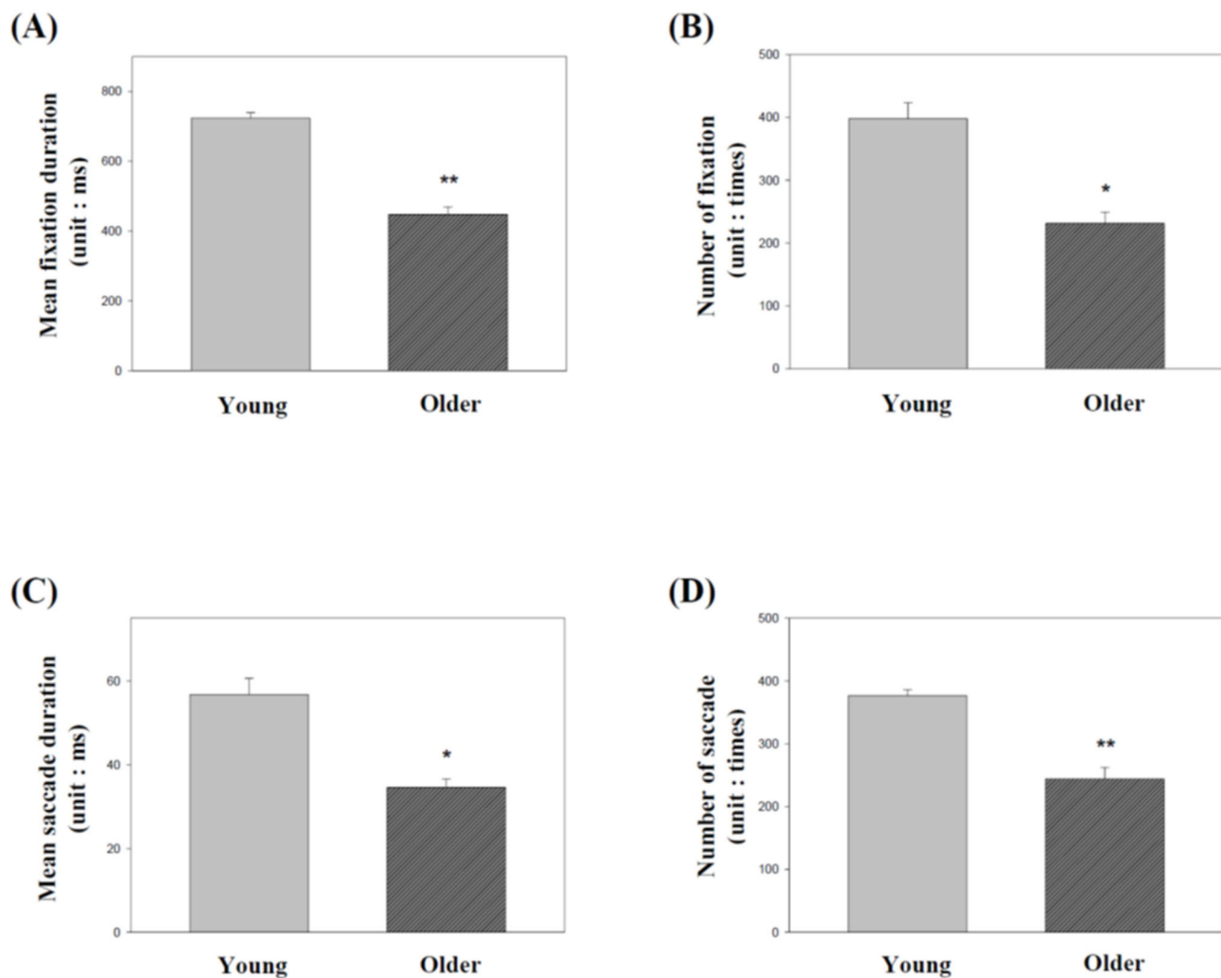 (A)
Mean fixation duration
(unit : ms)
800
600
400
200
0
**
Young
Older
(B)
Number of fixation
(unit : times)
500
400
300
200
100
0
*
Young
Older
(C)
Mean saccade duration
(unit : ms)
60
40
20
0
*
Young
Older
(D)
Number of saccade
(unit : times)
500
400
300
200
100
0
**
Young
Older